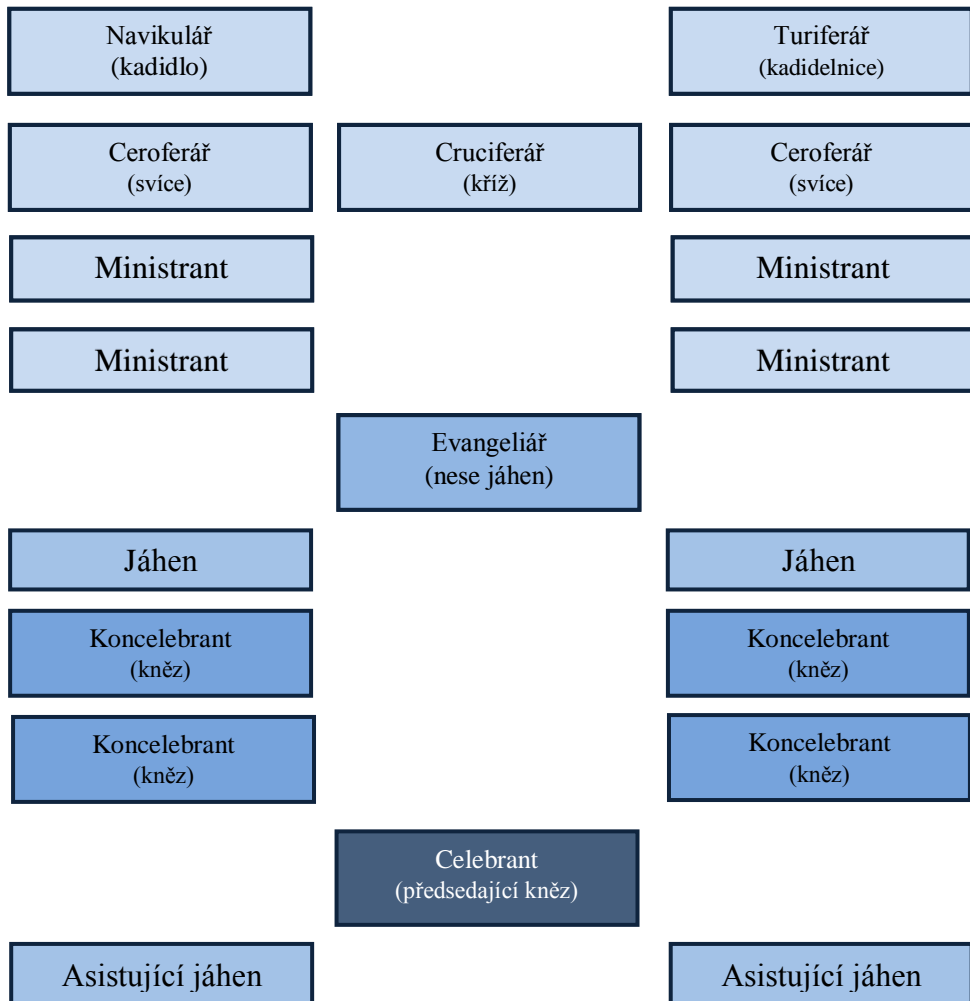 Navikulář
(kadidlo)
Turiferář
(kadidelnice)
Ceroferář
(svíce)
Cruciferář
(kříž)
Ceroferář
(svíce)
Ministrant
Ministrant
Ministrant
Ministrant
Evangeliář
(nese jáhen)
Jáhen
Jáhen
Koncelebrant
(kněz)
Koncelebrant
(kněz)
Koncelebrant
(kněz)
Koncelebrant
(kněz)
Celebrant
(předsedající kněz)
Asistující jáhen
Asistující jáhen